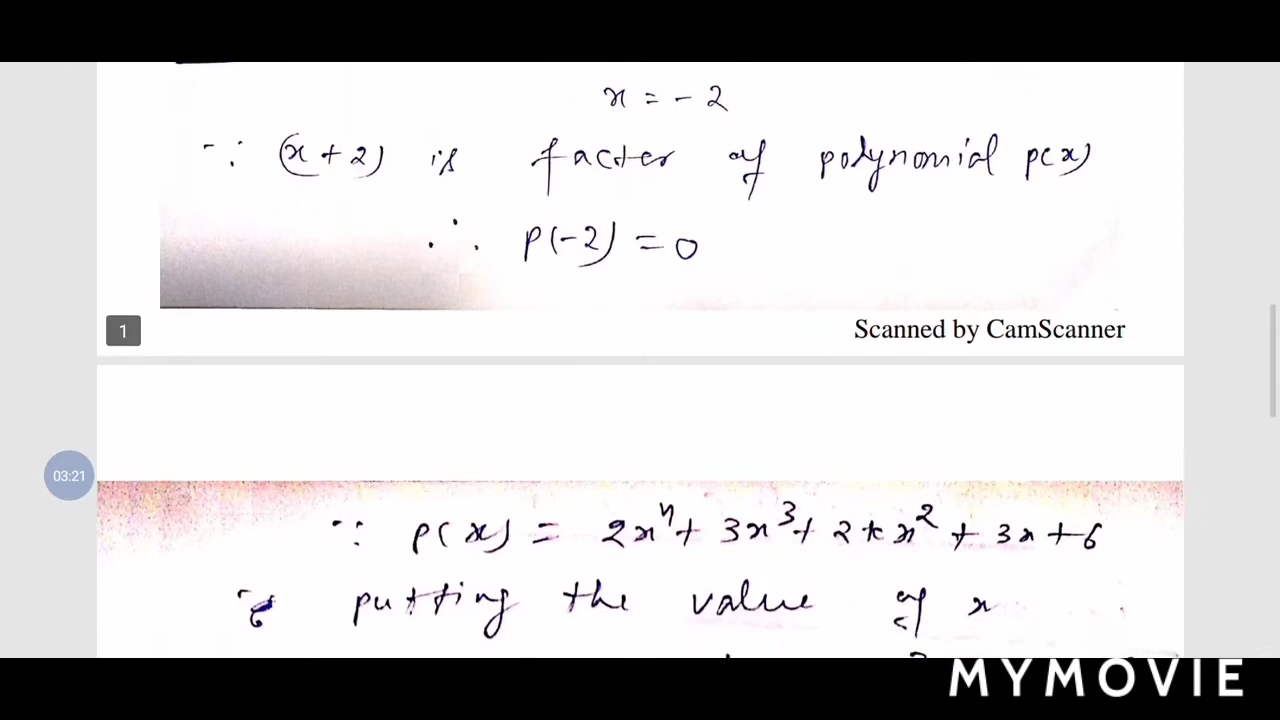 x = - 2
∵ (x + 2) is facter of polynomial p(x)
∴ p(-2) = 0
1
Scanned by CamScanner
03:21
∵ p(x) = 2x⁴ + 3x³ + 2kx² + 3x + 6
putting the value of x
MYMOVIE